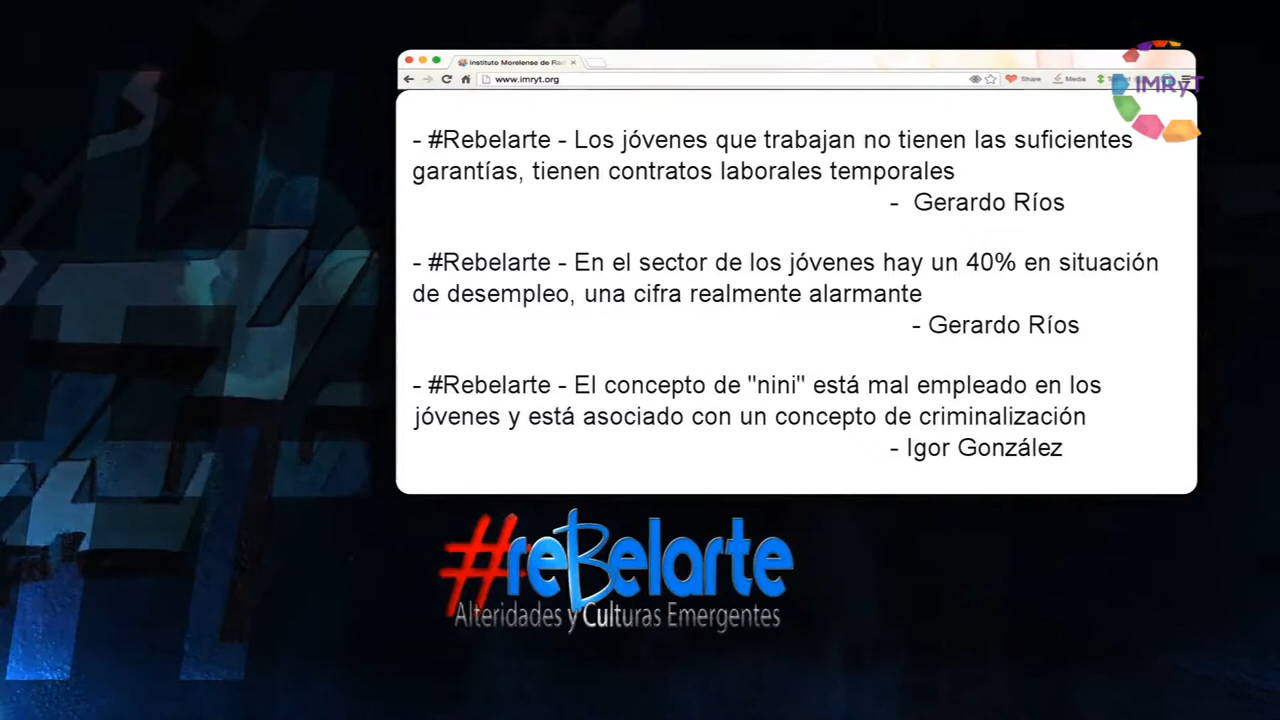 Instituto Morelense de Rad
www.imryt.org
Share
Media
IMRyT
- #Rebelarte - Los jóvenes que trabajan no tienen las suficientes
garantías, tienen contratos laborales temporales
- Gerardo Ríos
- #Rebelarte - En el sector de los jóvenes hay un 40% en situación
de desempleo, una cifra realmente alarmante
- Gerardo Ríos
- #Rebelarte - El concepto de "nini" está mal empleado en los
jóvenes y está asociado con un concepto de criminalización
- Igor González
#reBelarte
Alteridades y Culturas Emergentes